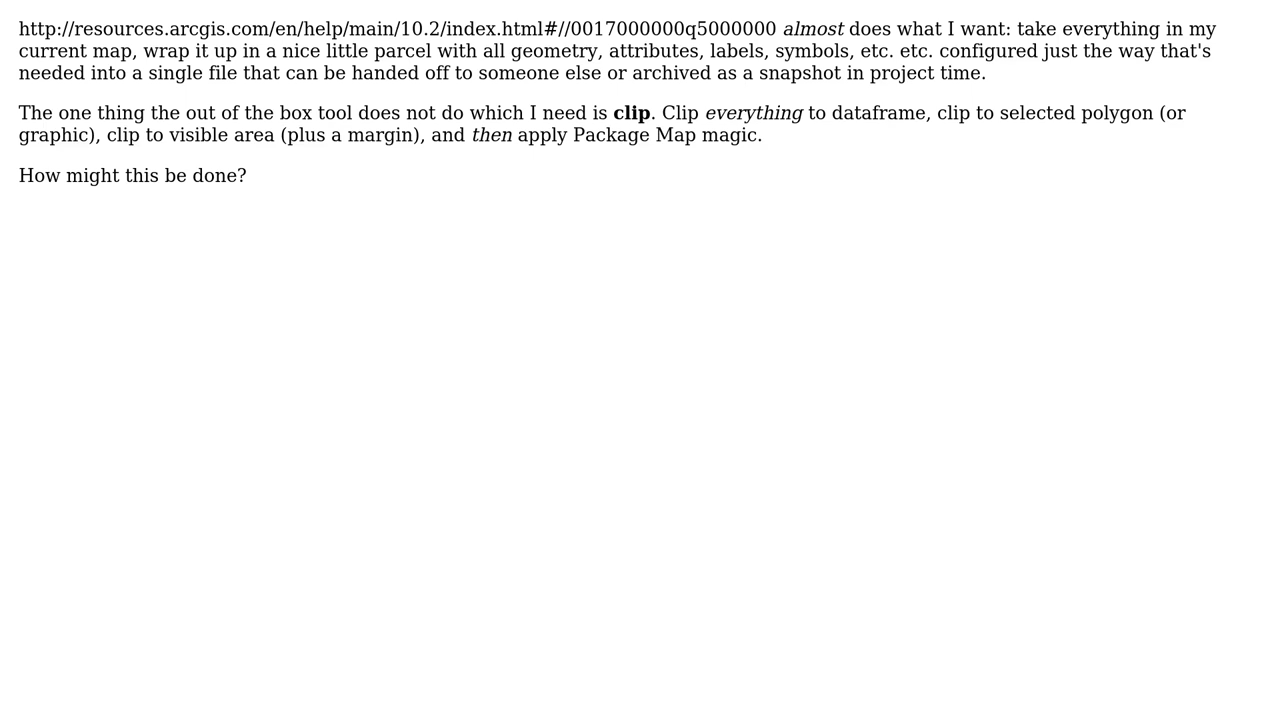 http://resources.arcgis.com/en/help/main/10.2/index.html#//0017000000q5000000 almost does what I want: take everything in my
current map, wrap it up in a nice little parcel with all geometry, attributes, labels, symbols, etc. etc. configured just the way that's
needed into a single file that can be handed off to someone else or archived as a snapshot in project time.
The one thing the out of the box tool does not do which I need is clip. Clip everything to dataframe, clip to selected polygon (or
graphic), clip to visible area (plus a margin), and then apply Package Map magic.
How might this be done?